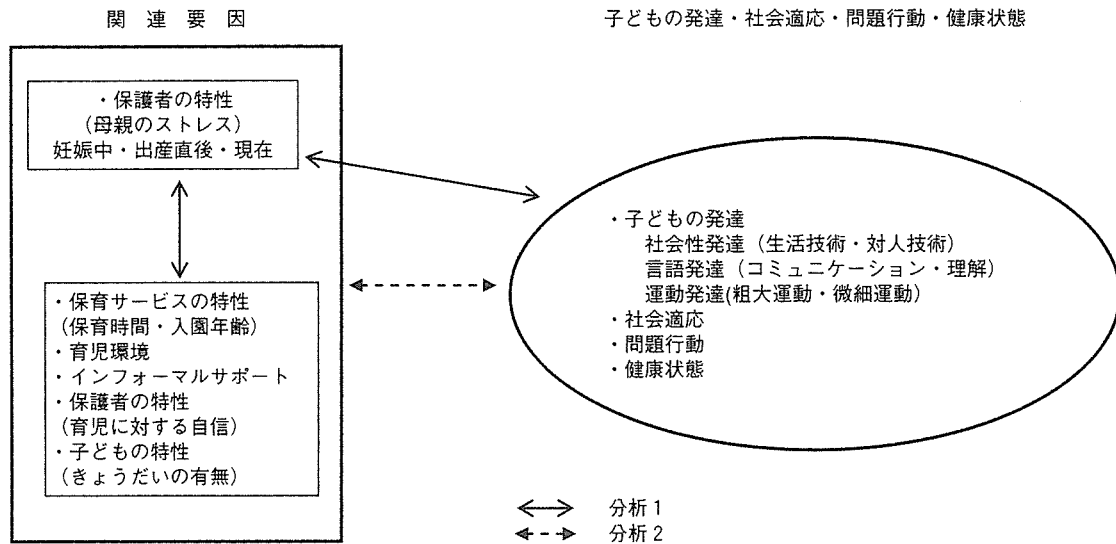 関連要因
子どもの発達・社会適応・問題行動・健康状態
・保護者の特性
(母親のストレス)
妊娠中・出産直後・現在
・保育サービスの特性
(保育時間・入園年齢)
・育児環境
・インフォーマルサポート
・保護者の特性
(育児に対する自信)
・子どもの特性
(きょうだいの有無)
・子どもの発達
社会性発達（生活技術・対人技術）
言語発達（コミュニケーション・理解）
運動発達(粗大運動・微細運動）
・社会適応
・問題行動
・健康状態
分析1
分析2